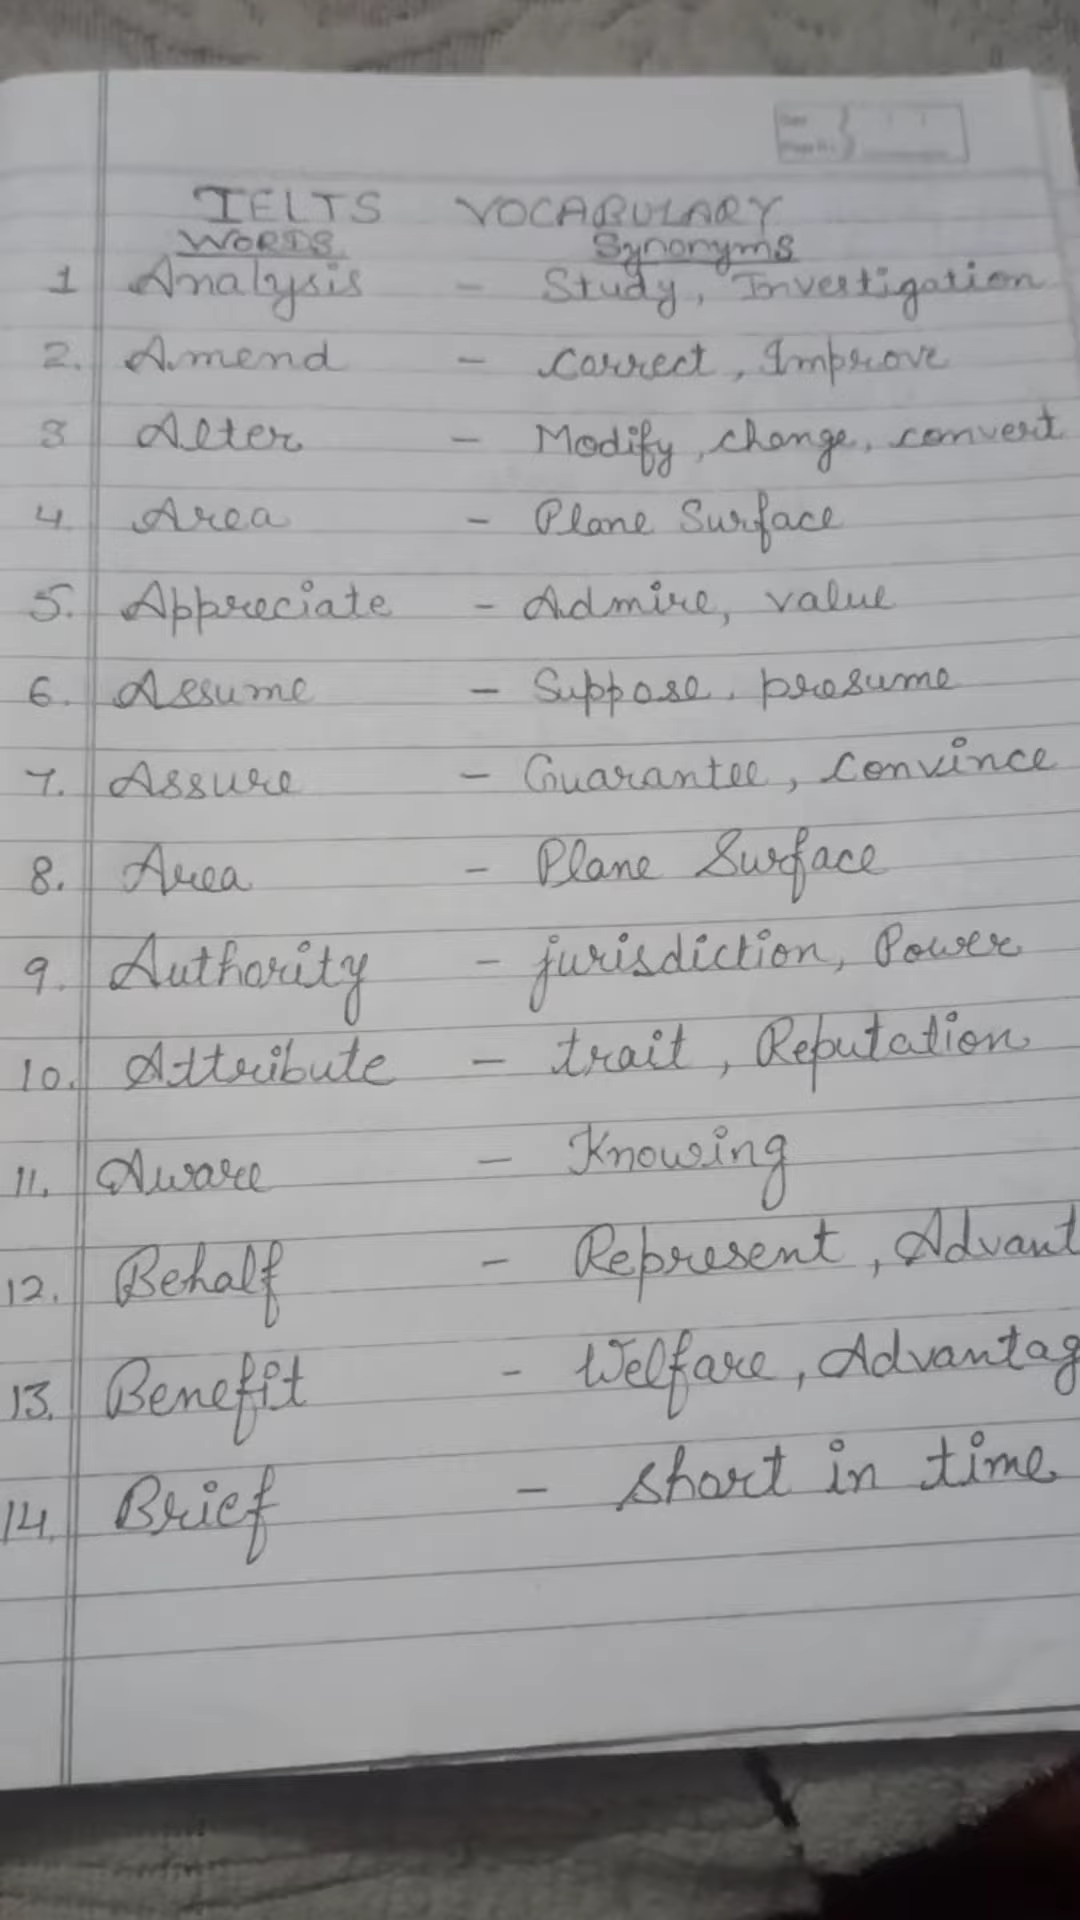 IELTS VOCABULARY
WORDS Synonyms
1 Analysis - Study, Investigation
2. Amend - correct, Improve
3 Alter - Modify, change, convert
4. Area - Plane Surface
5. Appreciate - Admire, value
6. Assume - Suppose, presume
7. Assure - Guarantee, Convince
8. Area - Plane Surface
9. Authority - jurisdiction, Power
10. Attribute - trait, Reputation
11. Aware - Knowing
12. Behalf - Represent, Advant
13. Benefit - Welfare, Advantag
14. Brief - short in time